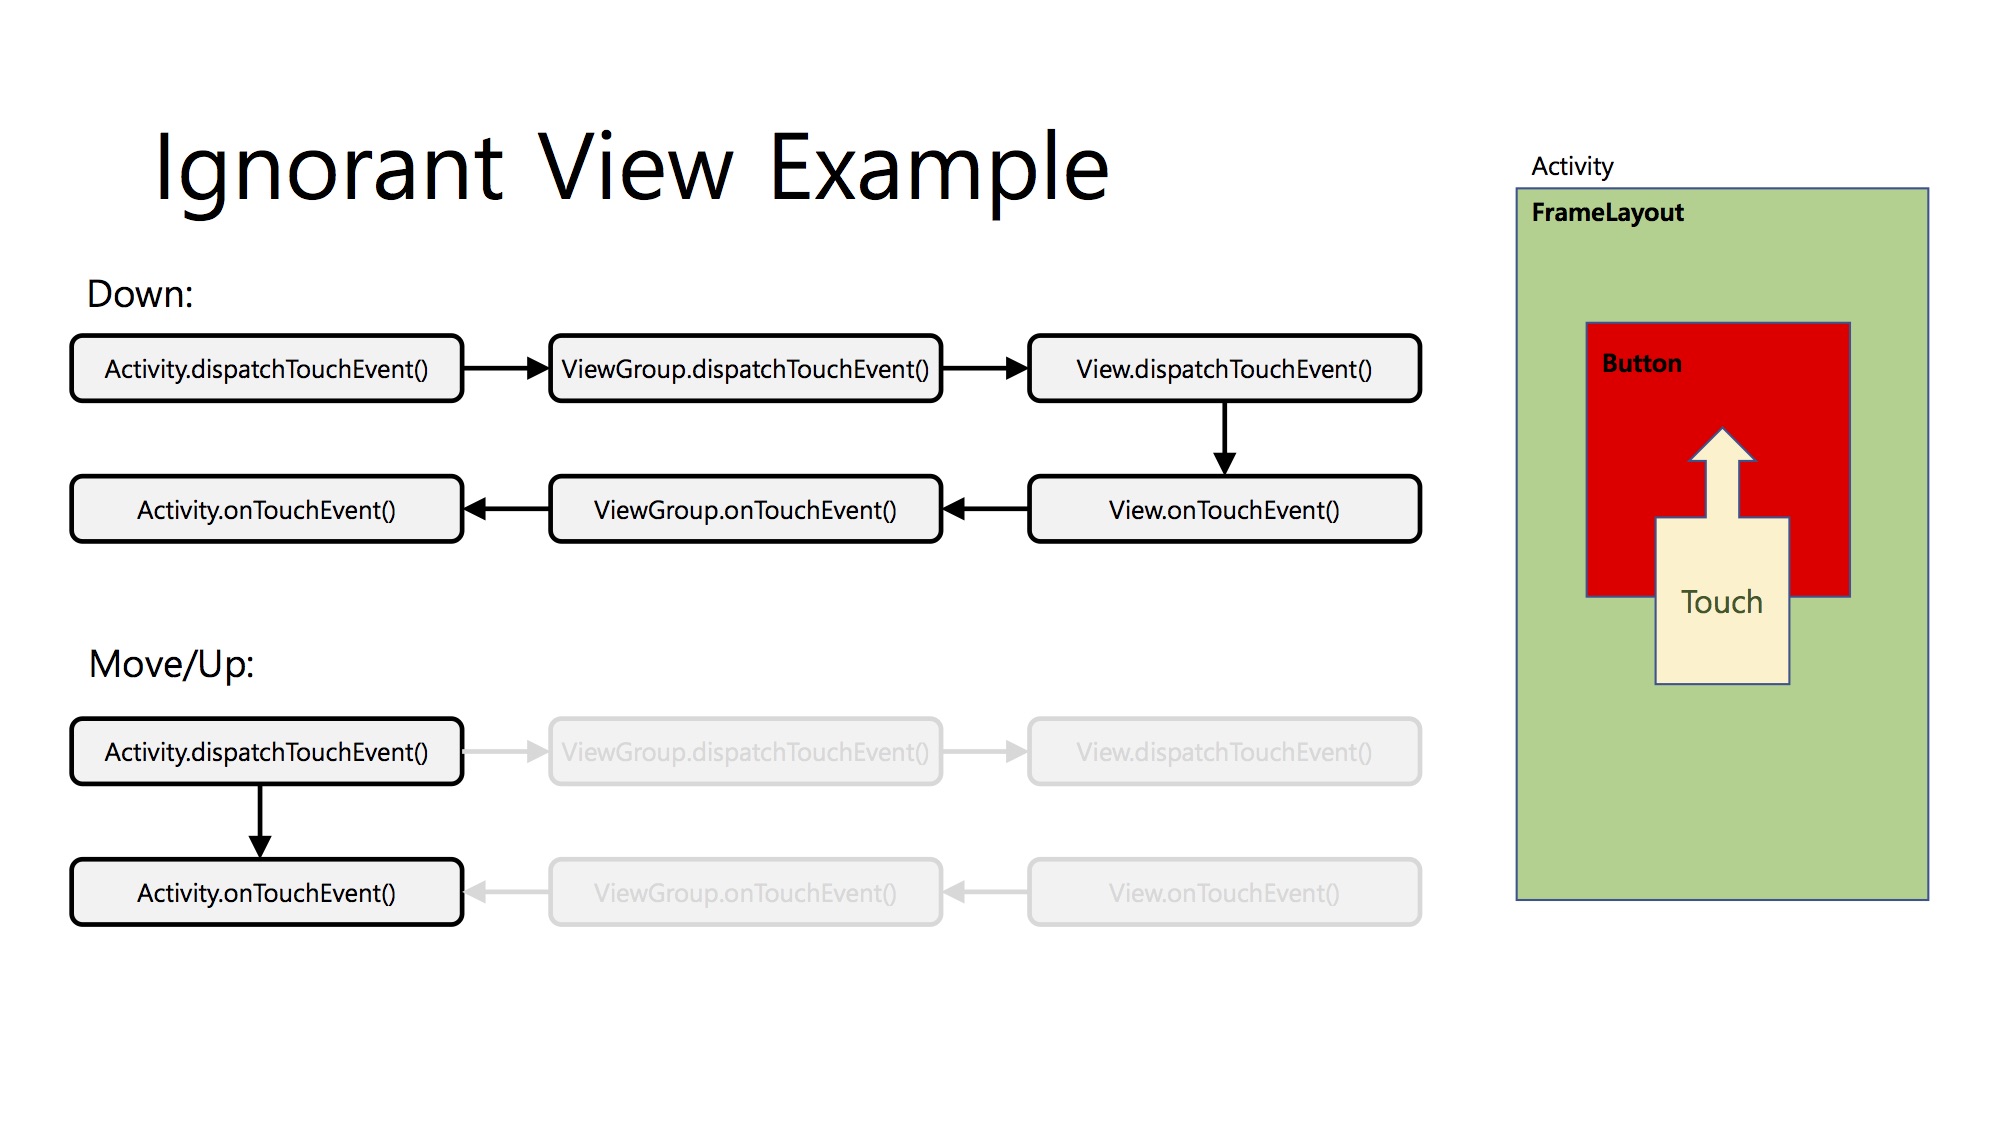 Ignorant View Example
Down:
Activity.dispatchTouchEvent()
ViewGroup.dispatchTouchEvent()
View.dispatchTouchEvent()
Activity.onTouchEvent()
ViewGroup.onTouchEvent()
View.onTouchEvent()
Move/Up:
Activity.dispatchTouchEvent()
ViewGroup.dispatchTouchEvent()
View.dispatchTouchEvent()
Activity.onTouchEvent()
ViewGroup.onTouchEvent()
View.onTouchEvent()
Activity
FrameLayout
Button
Touch